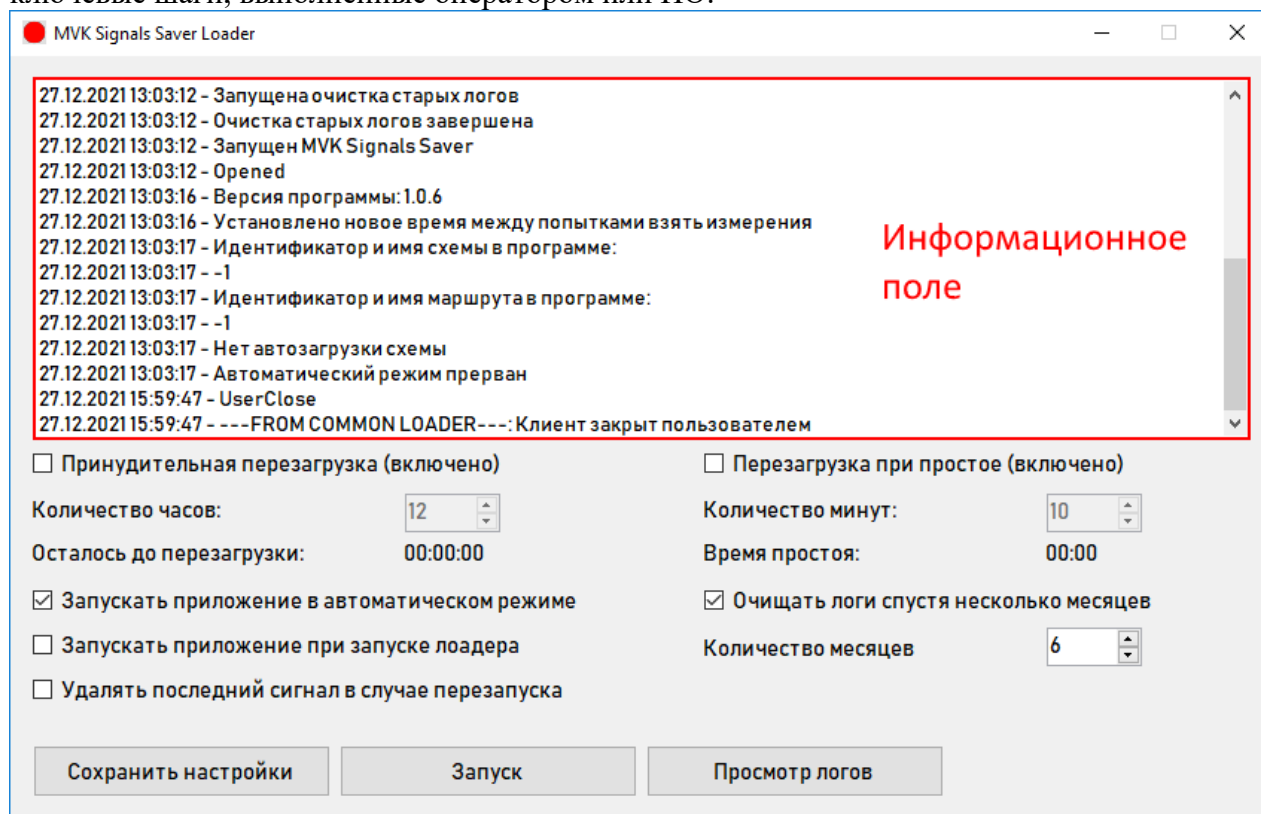 ключевые шаги, выполненные оператором или ПО.
MVK Signals Saver Loader
27.12.2021 13:03:12 - Запущена очистка старых логов
27.12.2021 13:03:12 - Очистка старых логов завершена
27.12.2021 13:03:12 - Запущен MVK Signals Saver
27.12.2021 13:03:12 - Opened
27.12.2021 13:03:16 - Версия программы: 1.0.6
27.12.2021 13:03:16 - Установлено новое время между попытками взять измерения
27.12.2021 13:03:17 - Идентификатор и имя схемы в программе:
27.12.2021 13:03:17 - -1
27.12.2021 13:03:17 - Идентификатор и имя маршрута в программе:
27.12.2021 13:03:17 - -1
27.12.2021 13:03:17 - Нет автозагрузки схемы
27.12.2021 13:03:17 - Автоматический режим прерван
27.12.2021 15:59:47 - UserClose
27.12.2021 15:59:47 - ---FROM COMMON LOADER---: Клиент закрыт пользователем
Информационное
поле
Принудительная перезагрузка (включено)
Перезагрузка при простое (включено)
Количество часов: 12
Количество минут: 10
Осталось до перезагрузки: 00:00:00
Время простоя: 00:00
Запускать приложение в автоматическом режиме
Очищать логи спустя несколько месяцев
Запускать приложение при запуске лоадера
Количество месяцев 6
Удалять последний сигнал в случае перезапуска
Сохранить настройки
Запуск
Просмотр логов